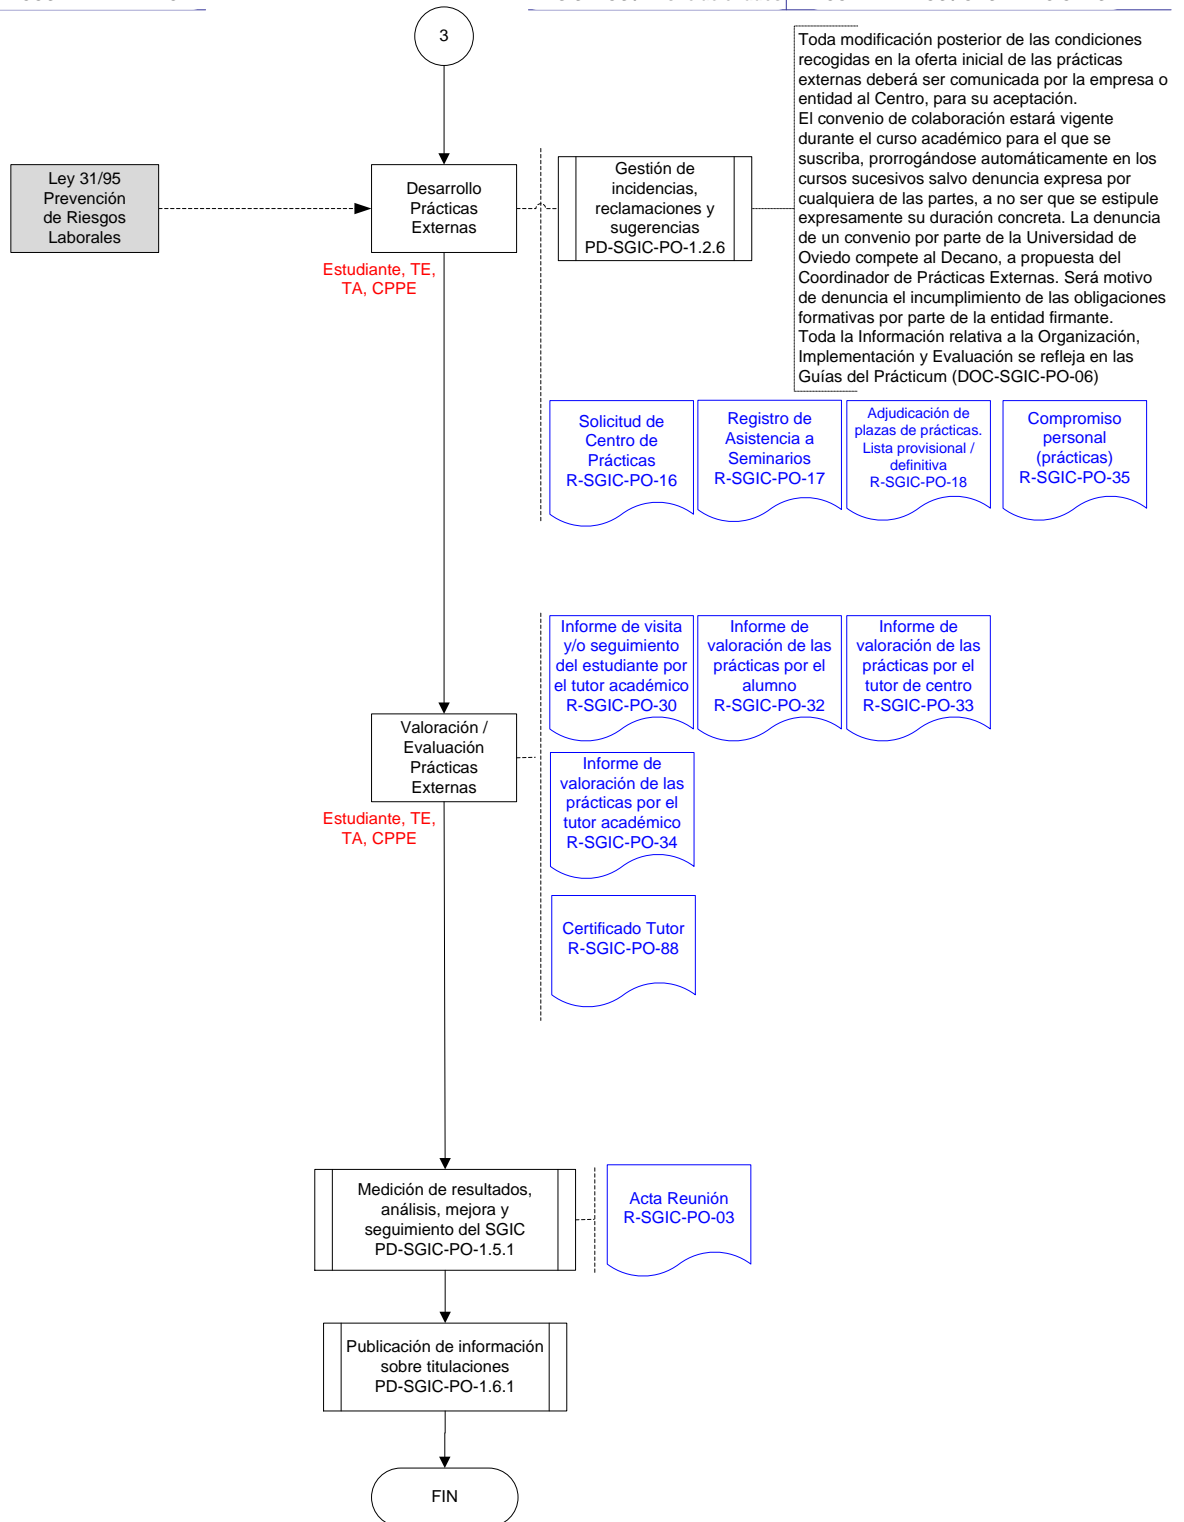 3
Toda modificación posterior de las condiciones
recogidas en la oferta inicial de las prácticas
externas deberá ser comunicada por la empresa o
entidad al Centro, para su aceptación.
El convenio de colaboración estará vigente
durante el curso académico para el que se
suscriba, prorrogándose automáticamente en los
cursos sucesivos salvo denuncia expresa por
cualquiera de las partes, a no ser que se estipule
expresamente su duración concreta. La denuncia
de un convenio por parte de la Universidad de
Oviedo compete al Decano, a propuesta del
Coordinador de Prácticas Externas. Será motivo
de denuncia el incumplimiento de las obligaciones
formativas por parte de la entidad firmante.
Toda la Información relativa a la Organización,
Implementación y Evaluación se refleja en las
Guías del Prácticum (DOC-SGIC-PO-06)
Ley 31/95
Prevención
de Riesgos
Laborales
Desarrollo
Prácticas
Externas
Estudiante, TE,
TA, CPPE
Gestión de
incidencias,
reclamaciones y
sugerencias
PD-SGIC-PO-1.2.6
Solicitud de
Centro de
Prácticas
R-SGIC-PO-16
Registro de
Asistencia a
Seminarios
R-SGIC-PO-17
Adjudicación de
plazas de prácticas.
Lista provisional /
definitiva
R-SGIC-PO-18
Compromiso
personal
(prácticas)
R-SGIC-PO-35
Informe de visita
y/o seguimiento
del estudiante por
el tutor académico
R-SGIC-PO-30
Informe de
valoración de las
prácticas por el
alumno
R-SGIC-PO-32
Informe de
valoración de las
prácticas por el
tutor de centro
R-SGIC-PO-33
Valoración /
Evaluación
Prácticas
Externas
Estudiante, TE,
TA, CPPE
Informe de
valoración de las
prácticas por el
tutor académico
R-SGIC-PO-34
Certificado Tutor
R-SGIC-PO-88
Medición de resultados,
análisis, mejora y
seguimiento del SGIC
PD-SGIC-PO-1.5.1
Acta Reunión
R-SGIC-PO-03
Publicación de información
sobre titulaciones
PD-SGIC-PO-1.6.1
FIN